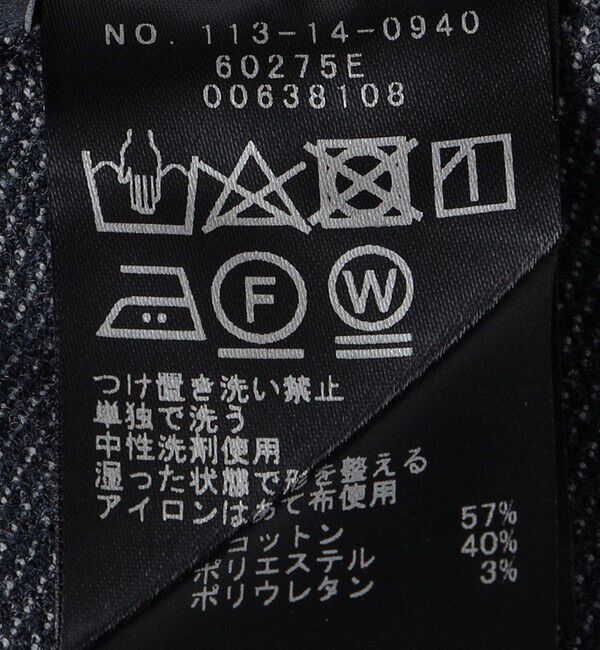 NO. 113-14-0940
60275E
00638108
F W
つけ置き洗い禁止
単独で洗う
中性洗剤使用
湿った状態で形を整える
アイロンはあて布使用
コットン 57%
ポリエステル 40%
ポリウレタン 3%